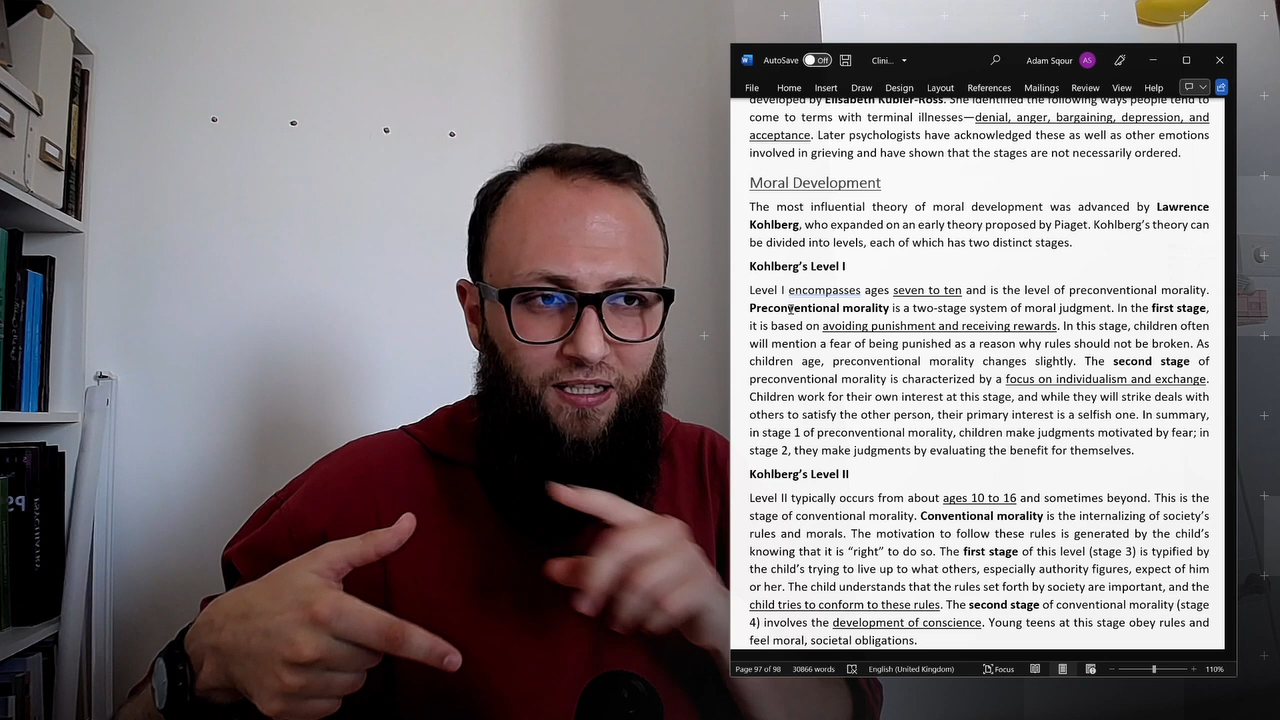 AutoSave Off Clini... Adam Sqour AS
File Home Insert Draw Design Layout References Mailings Review View Help
developed by Elisabeth Kübler-Ross. She identified the following ways people tend to
come to terms with terminal illnesses—denial, anger, bargaining, depression, and
acceptance. Later psychologists have acknowledged these as well as other emotions
involved in grieving and have shown that the stages are not necessarily ordered.
Moral Development
The most influential theory of moral development was advanced by Lawrence
Kohlberg, who expanded on an early theory proposed by Piaget. Kohlberg's theory can
be divided into levels, each of which has two distinct stages.
Kohlberg's Level I
Level I encompasses ages seven to ten and is the level of preconventional morality.
Preconventional morality is a two-stage system of moral judgment. In the first stage,
it is based on avoiding punishment and receiving rewards. In this stage, children often
will mention a fear of being punished as a reason why rules should not be broken. As
children age, preconventional morality changes slightly. The second stage of
preconventional morality is characterized by a focus on individualism and exchange.
Children work for their own interest at this stage, and while they will strike deals with
others to satisfy the other person, their primary interest is a selfish one. In summary,
in stage 1 of preconventional morality, children make judgments motivated by fear; in
stage 2, they make judgments by evaluating the benefit for themselves.
Kohlberg's Level II
Level II typically occurs from about ages 10 to 16 and sometimes beyond. This is the
stage of conventional morality. Conventional morality is the internalizing of society's
rules and morals. The motivation to follow these rules is generated by the child's
knowing that it is "right" to do so. The first stage of this level (stage 3) is typified by
the child's trying to live up to what others, especially authority figures, expect of him
or her. The child understands that the rules set forth by society are important, and the
child tries to conform to these rules. The second stage of conventional morality (stage
4) involves the development of conscience. Young teens at this stage obey rules and
feel moral, societal obligations.
Page 97 of 98 30866 words English (United Kingdom) Focus 110%